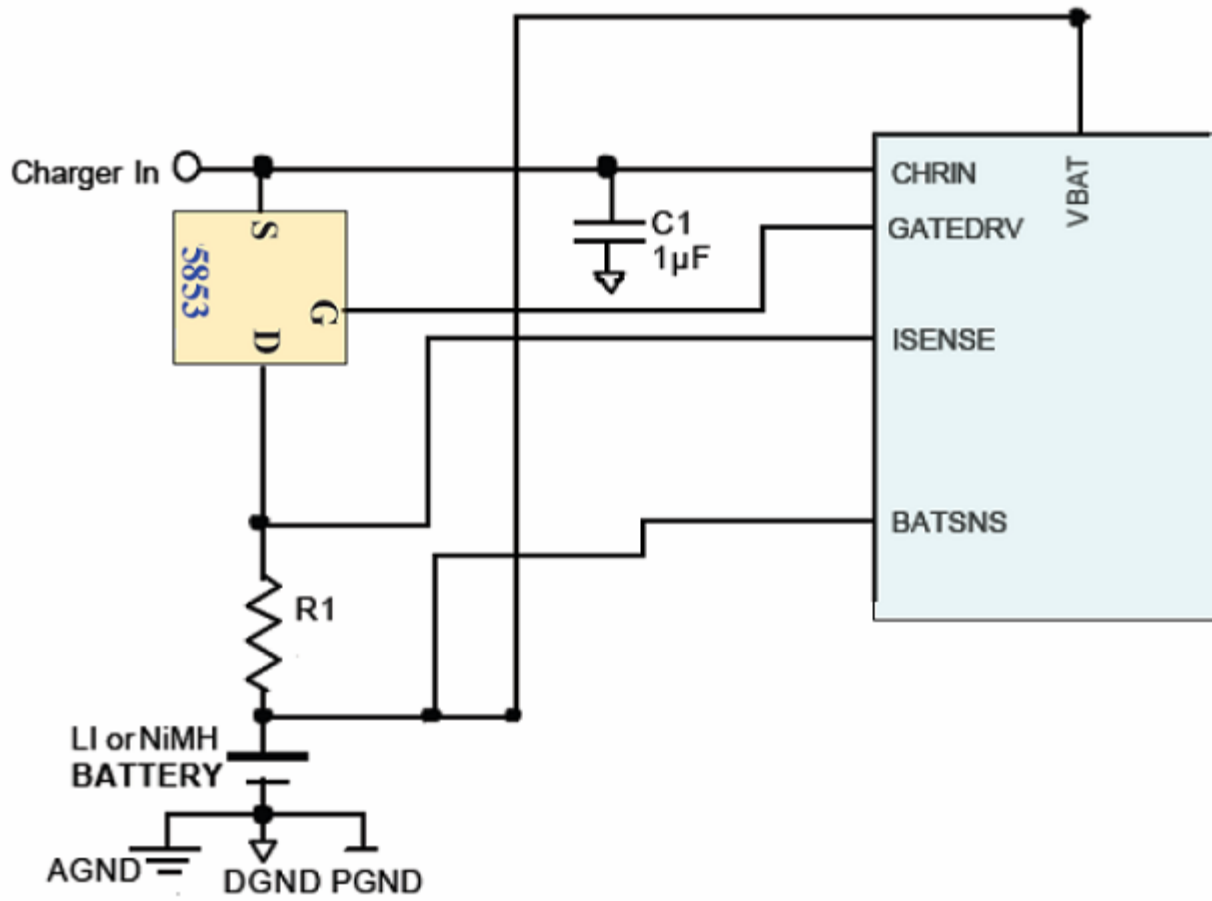 Charger In
CHRIN
VBAT
S
C1
GATEDRV
1µF
5853
G
D
ISENSE
BATSNS
R1
LI or NiMH
BATTERY
AGND
DGND PGND